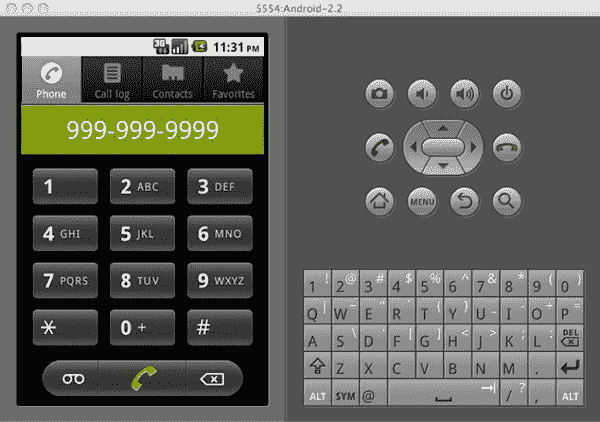 5554:Android-2.2
3G 11:31 PM
Phone Call log Contacts Favorites
999-999-9999
1 2 ABC 3 DEF
4 GHI 5 JKL 6 MNO
7 PQRS 8 TUV 9 WXYZ
* 0 + #
MENU
1 ! 2 @ 3 # 4 $ 5 % 6 ^ 7 & 8 * 9 ( 0 )
Q | W ~ E " R ` T { Y } U _ I - O + P =
A S \ D F [ G ] H < J > K ; L : DEL
Z X C V B N M .
ALT SYM @ / ? , ALT